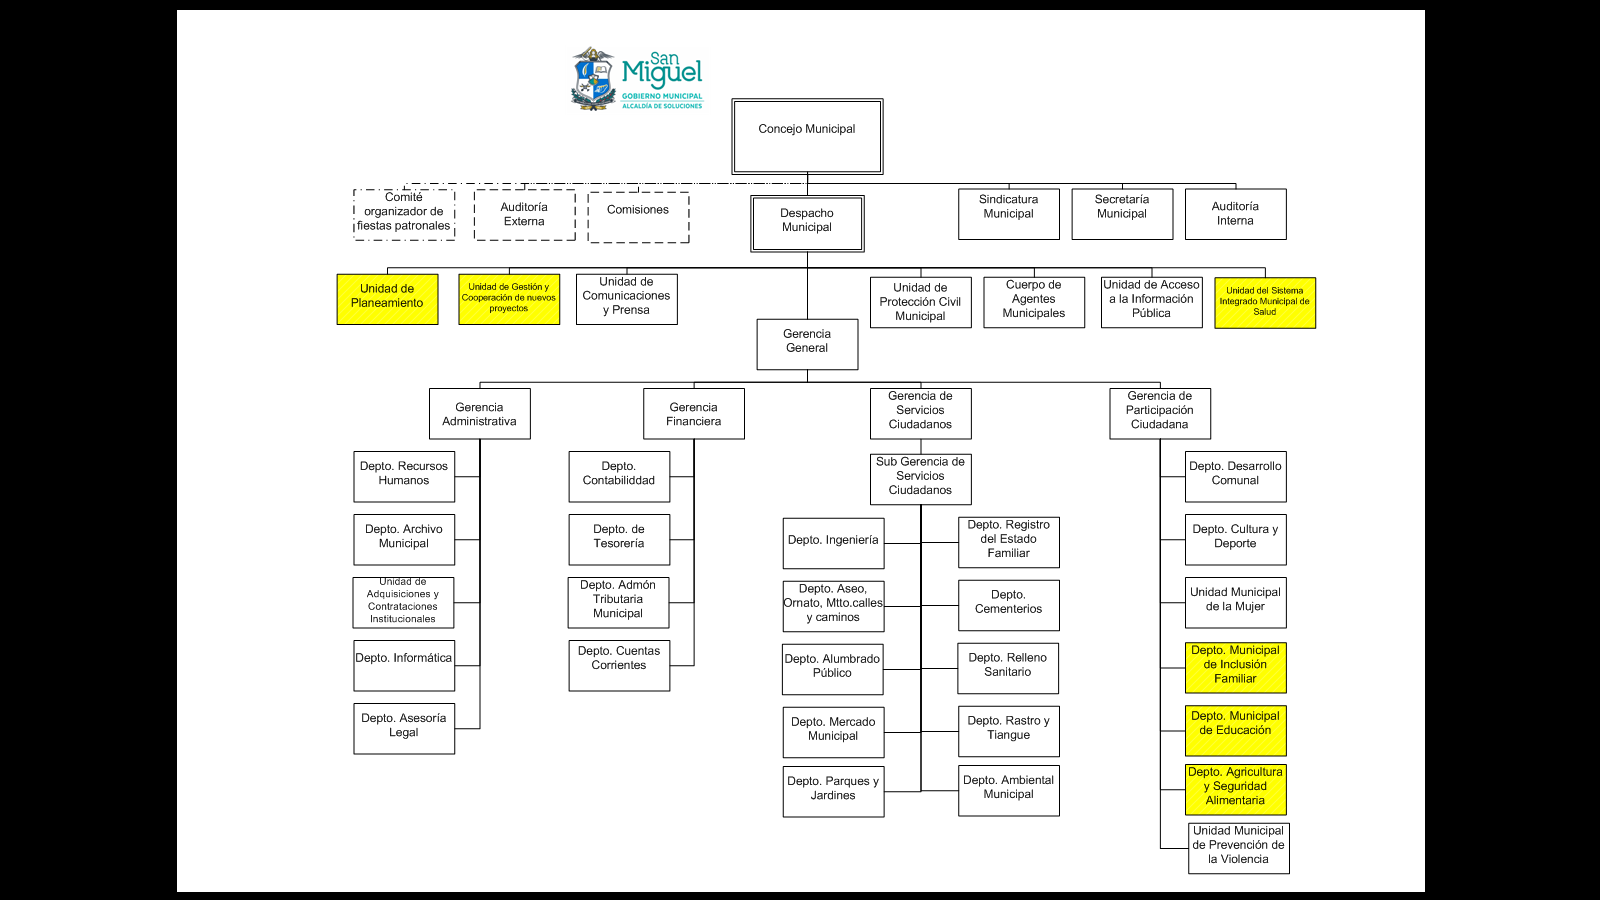 San
Miguel
GOBIERNO MUNICIPAL
ALCALDÍA DE SOLUCIONES
Concejo Municipal
Comité
organizador de
fiestas patronales
Auditoría
Externa
Comisiones
Despacho
Municipal
Sindicatura
Municipal
Secretaría
Municipal
Auditoría
Interna
Unidad de
Planeamiento
Unidad de Gestión y
Cooperación de nuevos
proyectos
Unidad de
Comunicaciones
y Prensa
Unidad de
Protección Civil
Municipal
Cuerpo de
Agentes
Municipales
Unidad de Acceso
a la Información
Pública
Unidad del Sistema
Integrado Municipal de
Salud
Gerencia
General
Gerencia
Administrativa
Gerencia
Financiera
Gerencia de
Servicios
Ciudadanos
Gerencia de
Participación
Ciudadana
Sub Gerencia de
Servicios
Ciudadanos
Depto. Recursos
Humanos
Depto. Archivo
Municipal
Unidad de
Adquisiciones y
Contrataciones
Institucionales
Depto. Informática
Depto. Asesoría
Legal
Depto.
Contabiliddad
Depto. de
Tesorería
Depto. Admón
Tributaria
Municipal
Depto. Cuentas
Corrientes
Depto. Ingeniería
Depto. Aseo,
Ornato, Mtto.calles
y caminos
Depto. Alumbrado
Público
Depto. Mercado
Municipal
Depto. Parques y
Jardines
Depto. Registro
del Estado
Familiar
Depto.
Cementerios
Depto. Relleno
Sanitario
Depto. Rastro y
Tiangue
Depto. Ambiental
Municipal
Depto. Desarrollo
Comunal
Depto. Cultura y
Deporte
Unidad Municipal
de la Mujer
Depto. Municipal
de Inclusión
Familiar
Depto. Municipal
de Educación
Depto. Agricultura
y Seguridad
Alimentaria
Unidad Municipal
de Prevención de
la Violencia